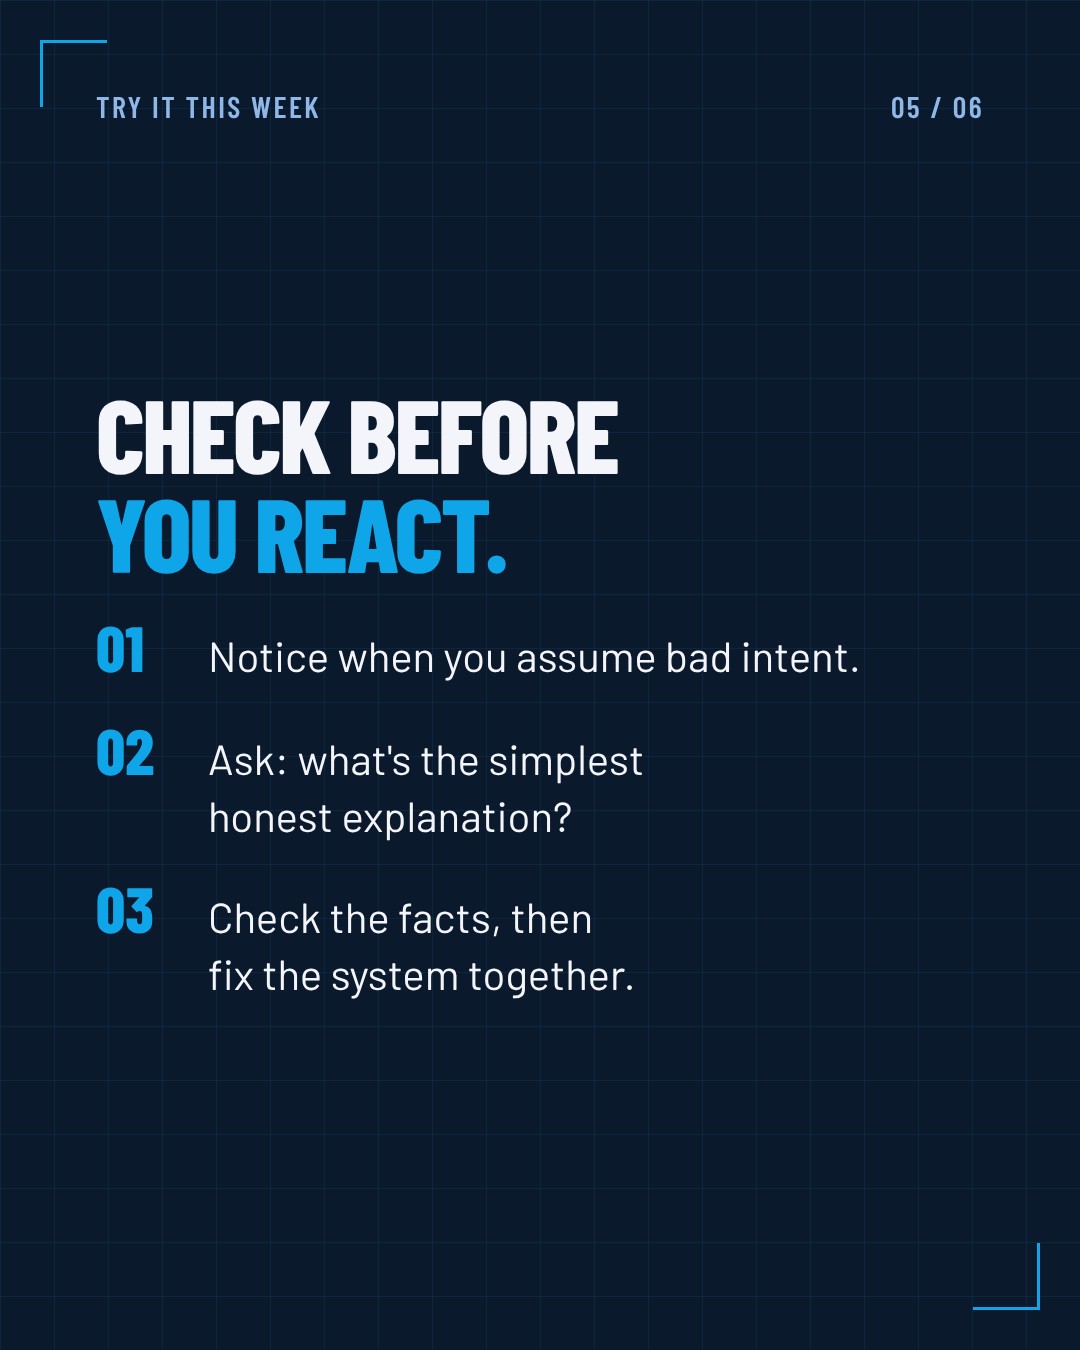 TRY IT THIS WEEK
05 / 06
CHECK BEFORE
YOU REACT.
01 Notice when you assume bad intent.
02 Ask: what's the simplest
honest explanation?
03 Check the facts, then
fix the system together.